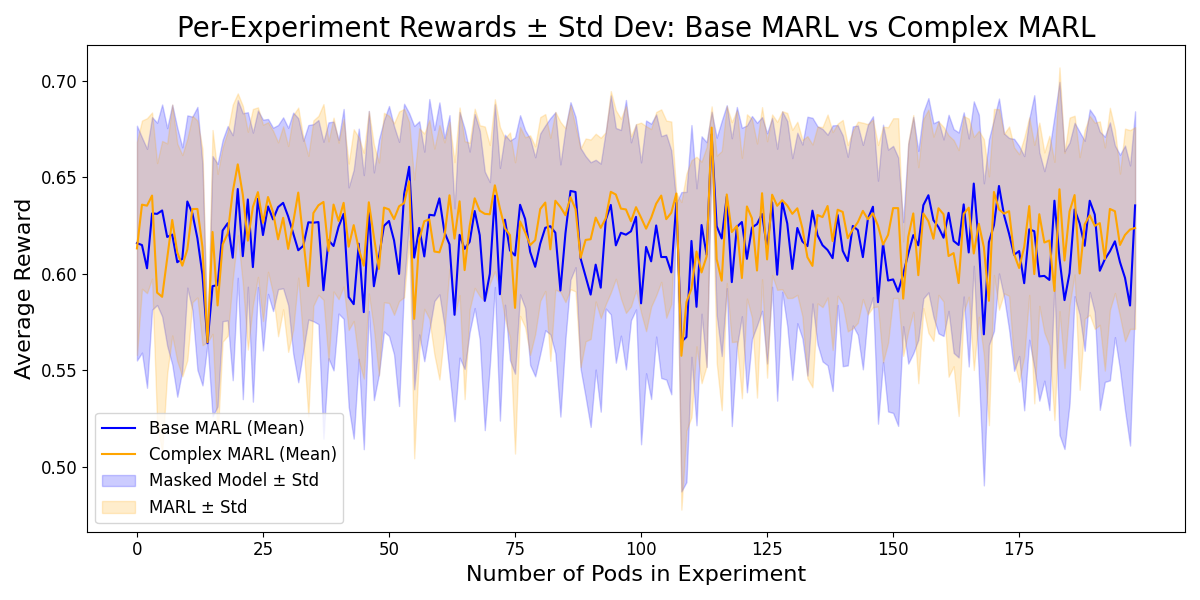 Per-Experiment Rewards ± Std Dev: Base MARL vs Complex MARL
Average Reward
0.70
0.65
0.60
0.55
0.50
Base MARL (Mean)
Complex MARL (Mean)
Masked Model ± Std
MARL ± Std
0 25 50 75 100 125 150 175
Number of Pods in Experiment